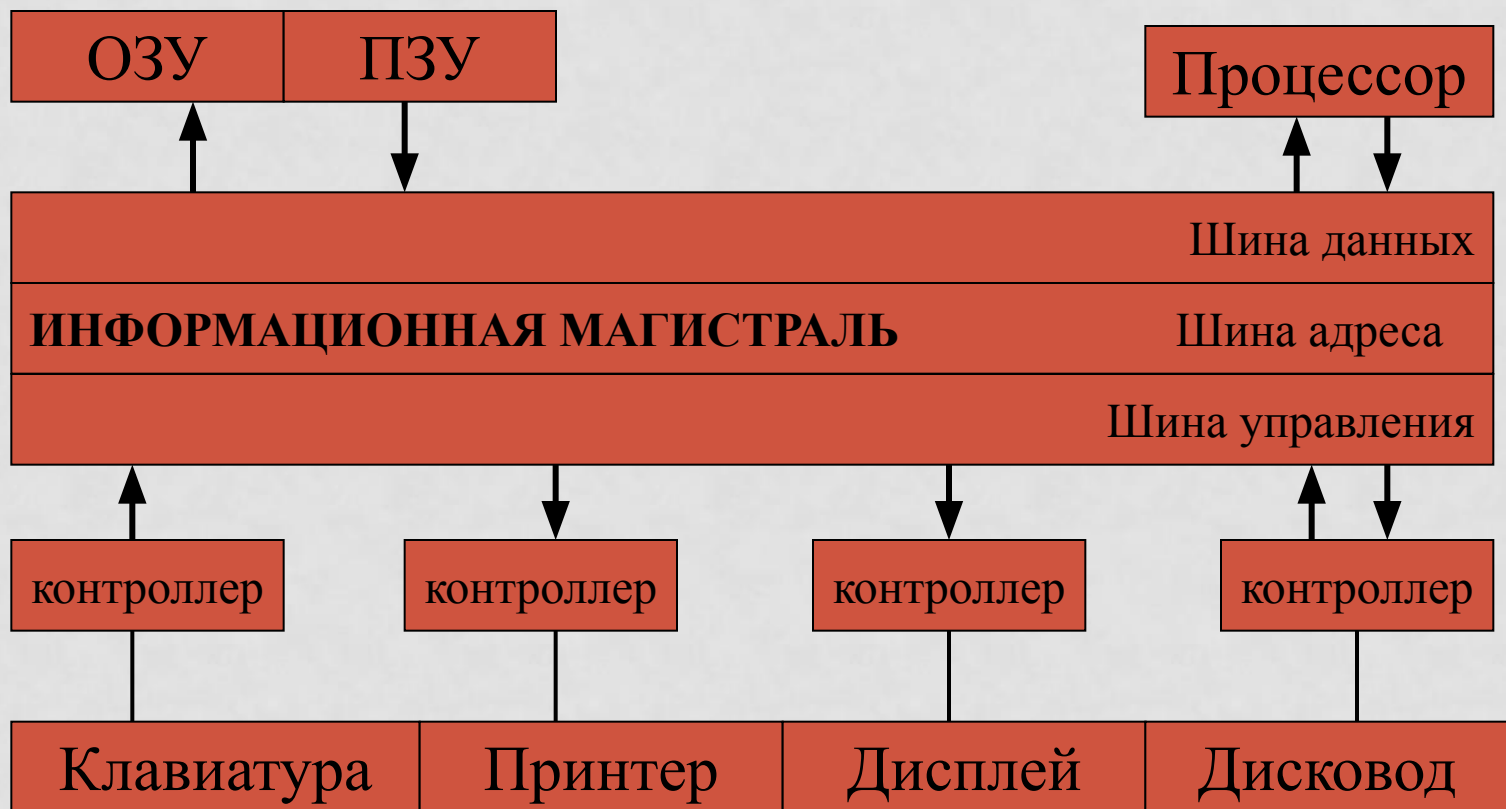 ОЗУ ПЗУ
Процессор
Шина данных
ИНФОРМАЦИОННАЯ МАГИСТРАЛЬ Шина адреса
Шина управления
контроллер контроллер контроллер контроллер
Клавиатура Принтер Дисплей Дисковод